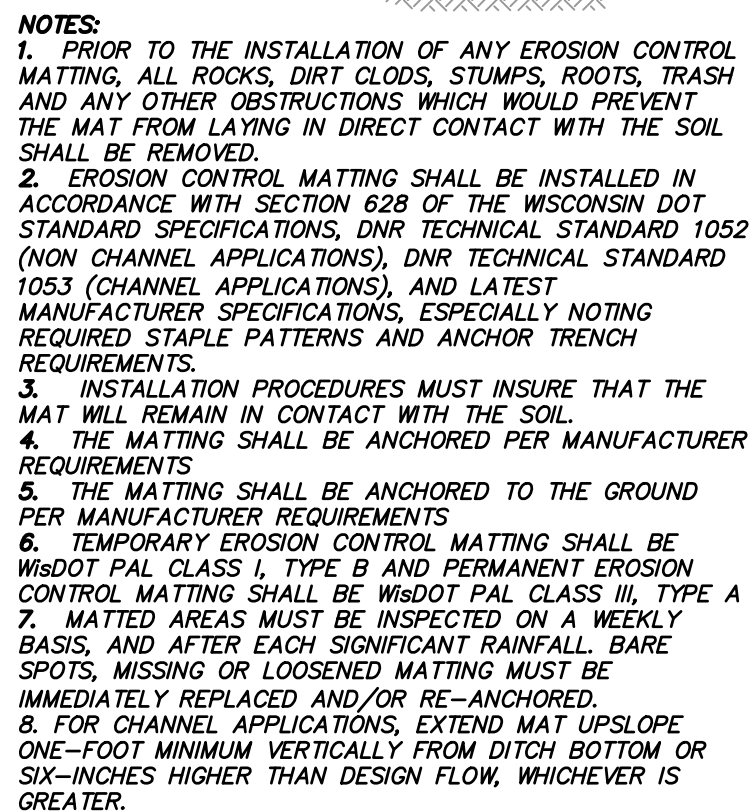 NOTES:
1. PRIOR TO THE INSTALLATION OF ANY EROSION CONTROL
MATTING, ALL ROCKS, DIRT CLODS, STUMPS, ROOTS, TRASH
AND ANY OTHER OBSTRUCTIONS WHICH WOULD PREVENT
THE MAT FROM LAYING IN DIRECT CONTACT WITH THE SOIL
SHALL BE REMOVED.
2. EROSION CONTROL MATTING SHALL BE INSTALLED IN
ACCORDANCE WITH SECTION 628 OF THE WISCONSIN DOT
STANDARD SPECIFICATIONS, DNR TECHNICAL STANDARD 1052
(NON CHANNEL APPLICATIONS), DNR TECHNICAL STANDARD
1053 (CHANNEL APPLICATIONS), AND LATEST
MANUFACTURER SPECIFICATIONS, ESPECIALLY NOTING
REQUIRED STAPLE PATTERNS AND ANCHOR TRENCH
REQUIREMENTS.
3. INSTALLATION PROCEDURES MUST INSURE THAT THE
MAT WILL REMAIN IN CONTACT WITH THE SOIL.
4. THE MATTING SHALL BE ANCHORED PER MANUFACTURER
REQUIREMENTS
5. THE MATTING SHALL BE ANCHORED TO THE GROUND
PER MANUFACTURER REQUIREMENTS
6. TEMPORARY EROSION CONTROL MATTING SHALL BE
WisDOT PAL CLASS I, TYPE B AND PERMANENT EROSION
CONTROL MATTING SHALL BE WisDOT PAL CLASS III, TYPE A
7. MATTED AREAS MUST BE INSPECTED ON A WEEKLY
BASIS, AND AFTER EACH SIGNIFICANT RAINFALL. BARE
SPOTS, MISSING OR LOOSENED MATTING MUST BE
IMMEDIATELY REPLACED AND/OR RE-ANCHORED.
8. FOR CHANNEL APPLICATIONS, EXTEND MAT UPSLOPE
ONE-FOOT MINIMUM VERTICALLY FROM DITCH BOTTOM OR
SIX-INCHES HIGHER THAN DESIGN FLOW, WHICHEVER IS
GREATER.